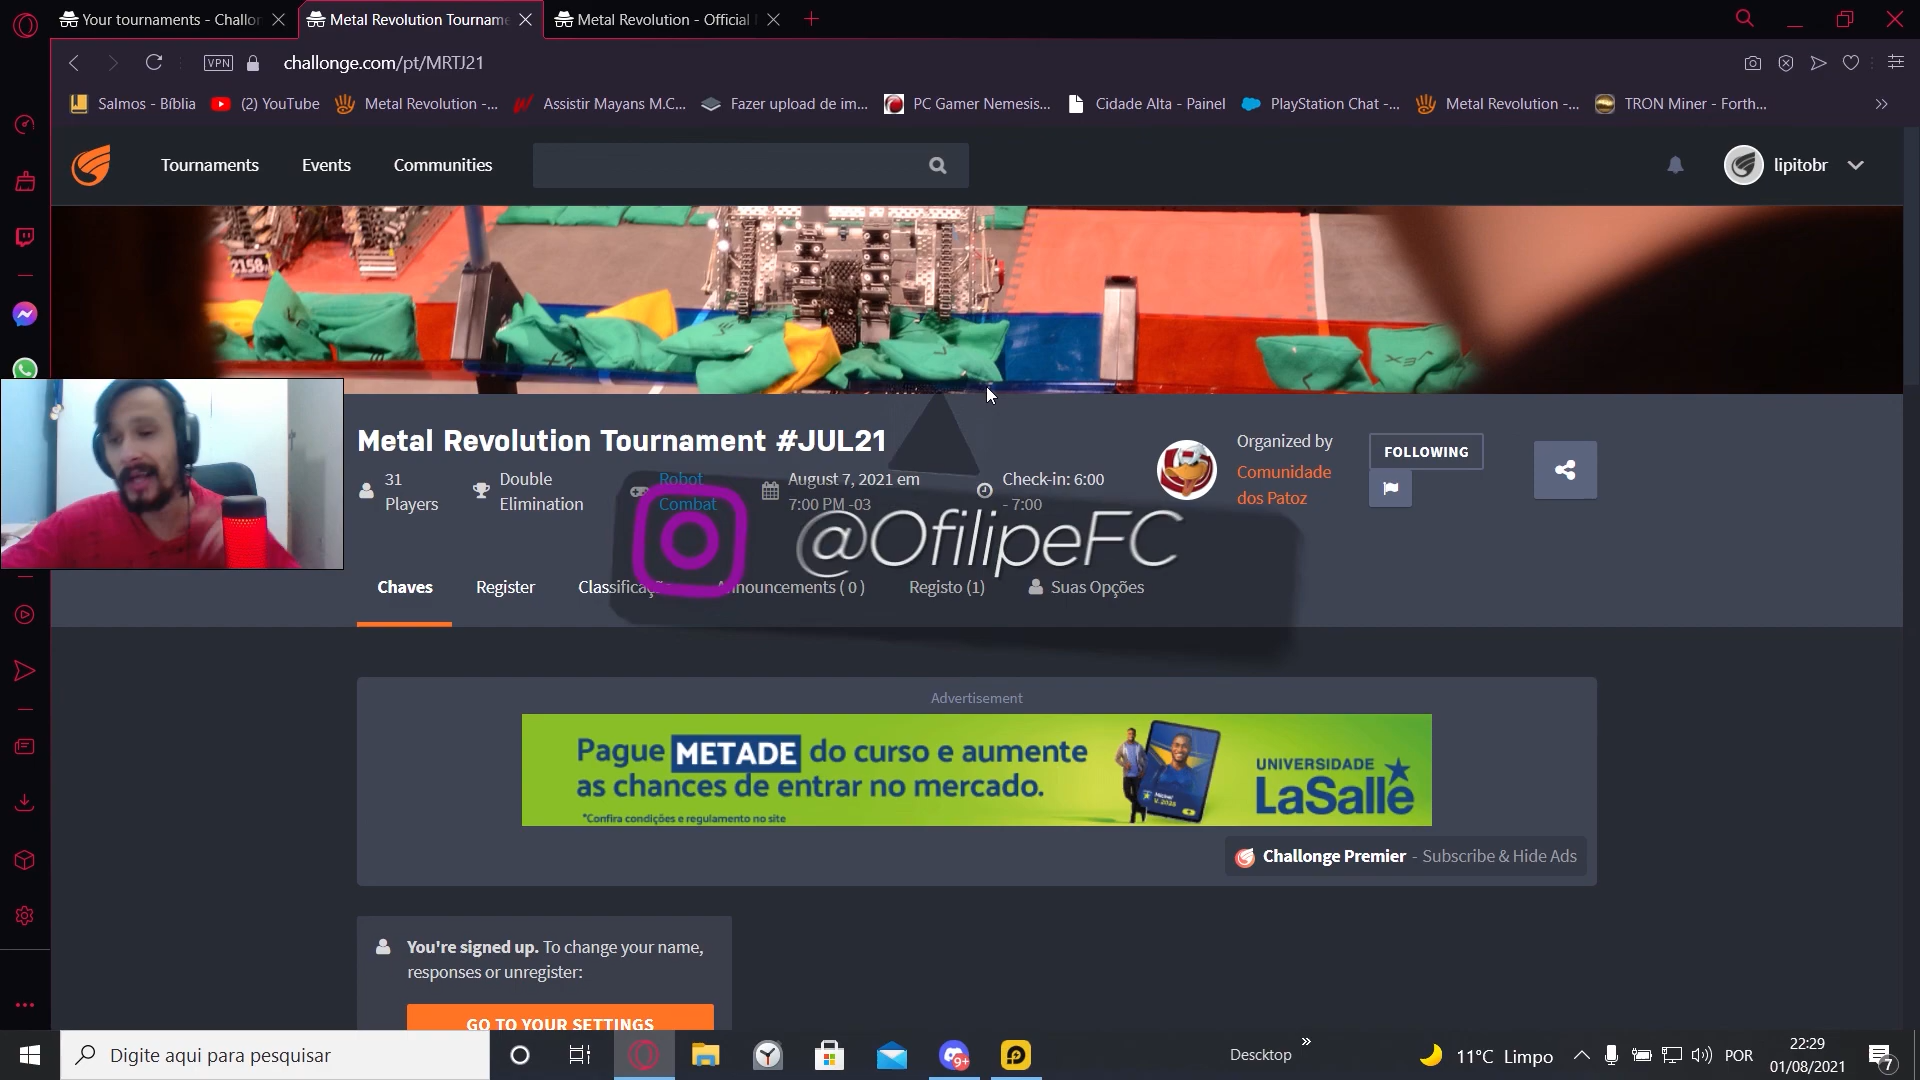 Your tournaments - Challon
Metal Revolution Tourname
Metal Revolution - Official
VPN
challonge.com/pt/MRTJ21
Salmos - Bíblia
(2) YouTube
Metal Revolution -...
Assistir Mayans M.C...
Fazer upload de im...
PC Gamer Nemesis...
Cidade Alta - Painel
PlayStation Chat -...
Metal Revolution -...
TRON Miner - Forth...
Tournaments
Events
Communities
lipitobr
2158
Metal Revolution Tournament #JUL21
31
Players
Double
Elimination
Robot
Combat
August 7, 2021 em
7:00 PM -03
Check-in: 6:00
- 7:00
Organized by
Comunidade
dos Patoz
FOLLOWING
@OfilipeFC
Chaves
Register
Announcements ( 0 )
Registo (1)
Suas Opções
Advertisement
Pague METADE do curso e aumente
as chances de entrar no mercado.
*Confira condições e regulamento no site
UNIVERSIDADE
LaSalle
Challonge Premier - Subscribe & Hide Ads
You're signed up. To change your name,
responses or unregister:
GO TO YOUR SETTINGS
Digite aqui para pesquisar
9+
Descktop
11°C Limpo
POR
22:29
01/08/2021
7